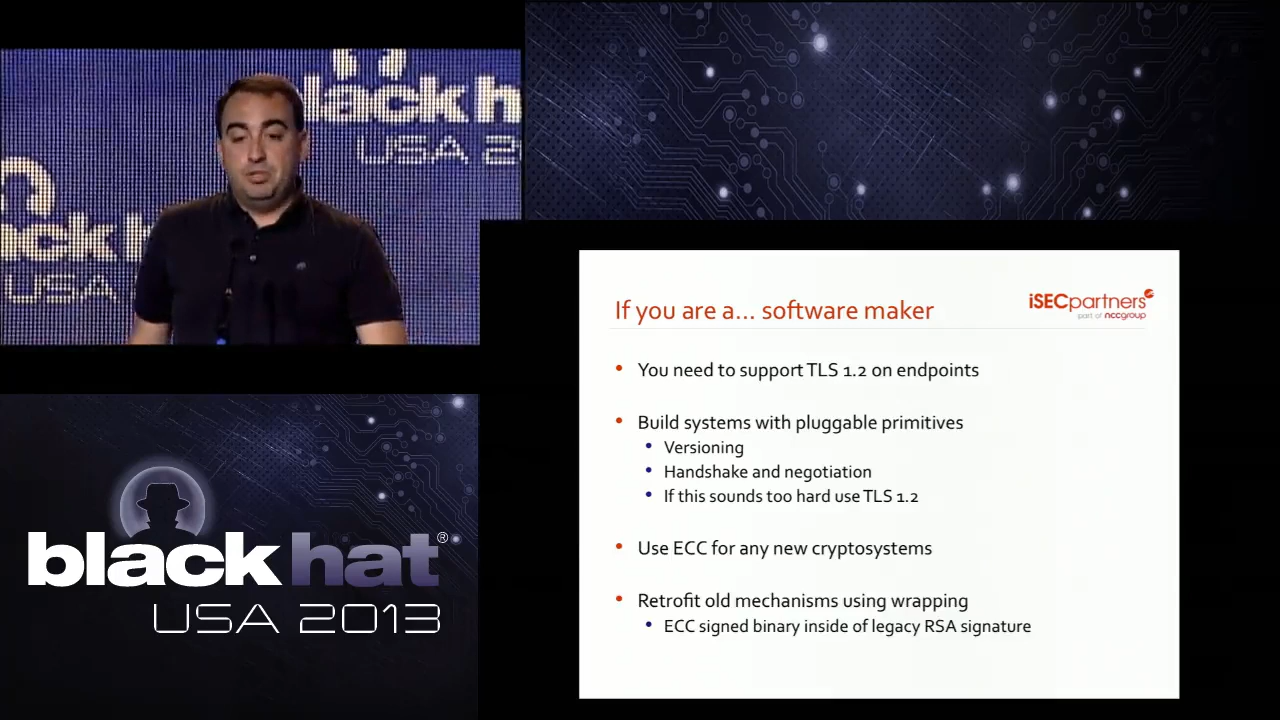 black h
USA 2
ck h
USA
If you are a... software maker
iSECpartners
part of nccgroup
• You need to support TLS 1.2 on endpoints
• Build systems with pluggable primitives
• Versioning
• Handshake and negotiation
• If this sounds too hard use TLS 1.2
• Use ECC for any new cryptosystems
• Retrofit old mechanisms using wrapping
• ECC signed binary inside of legacy RSA signature
blackhat®
USA 2013